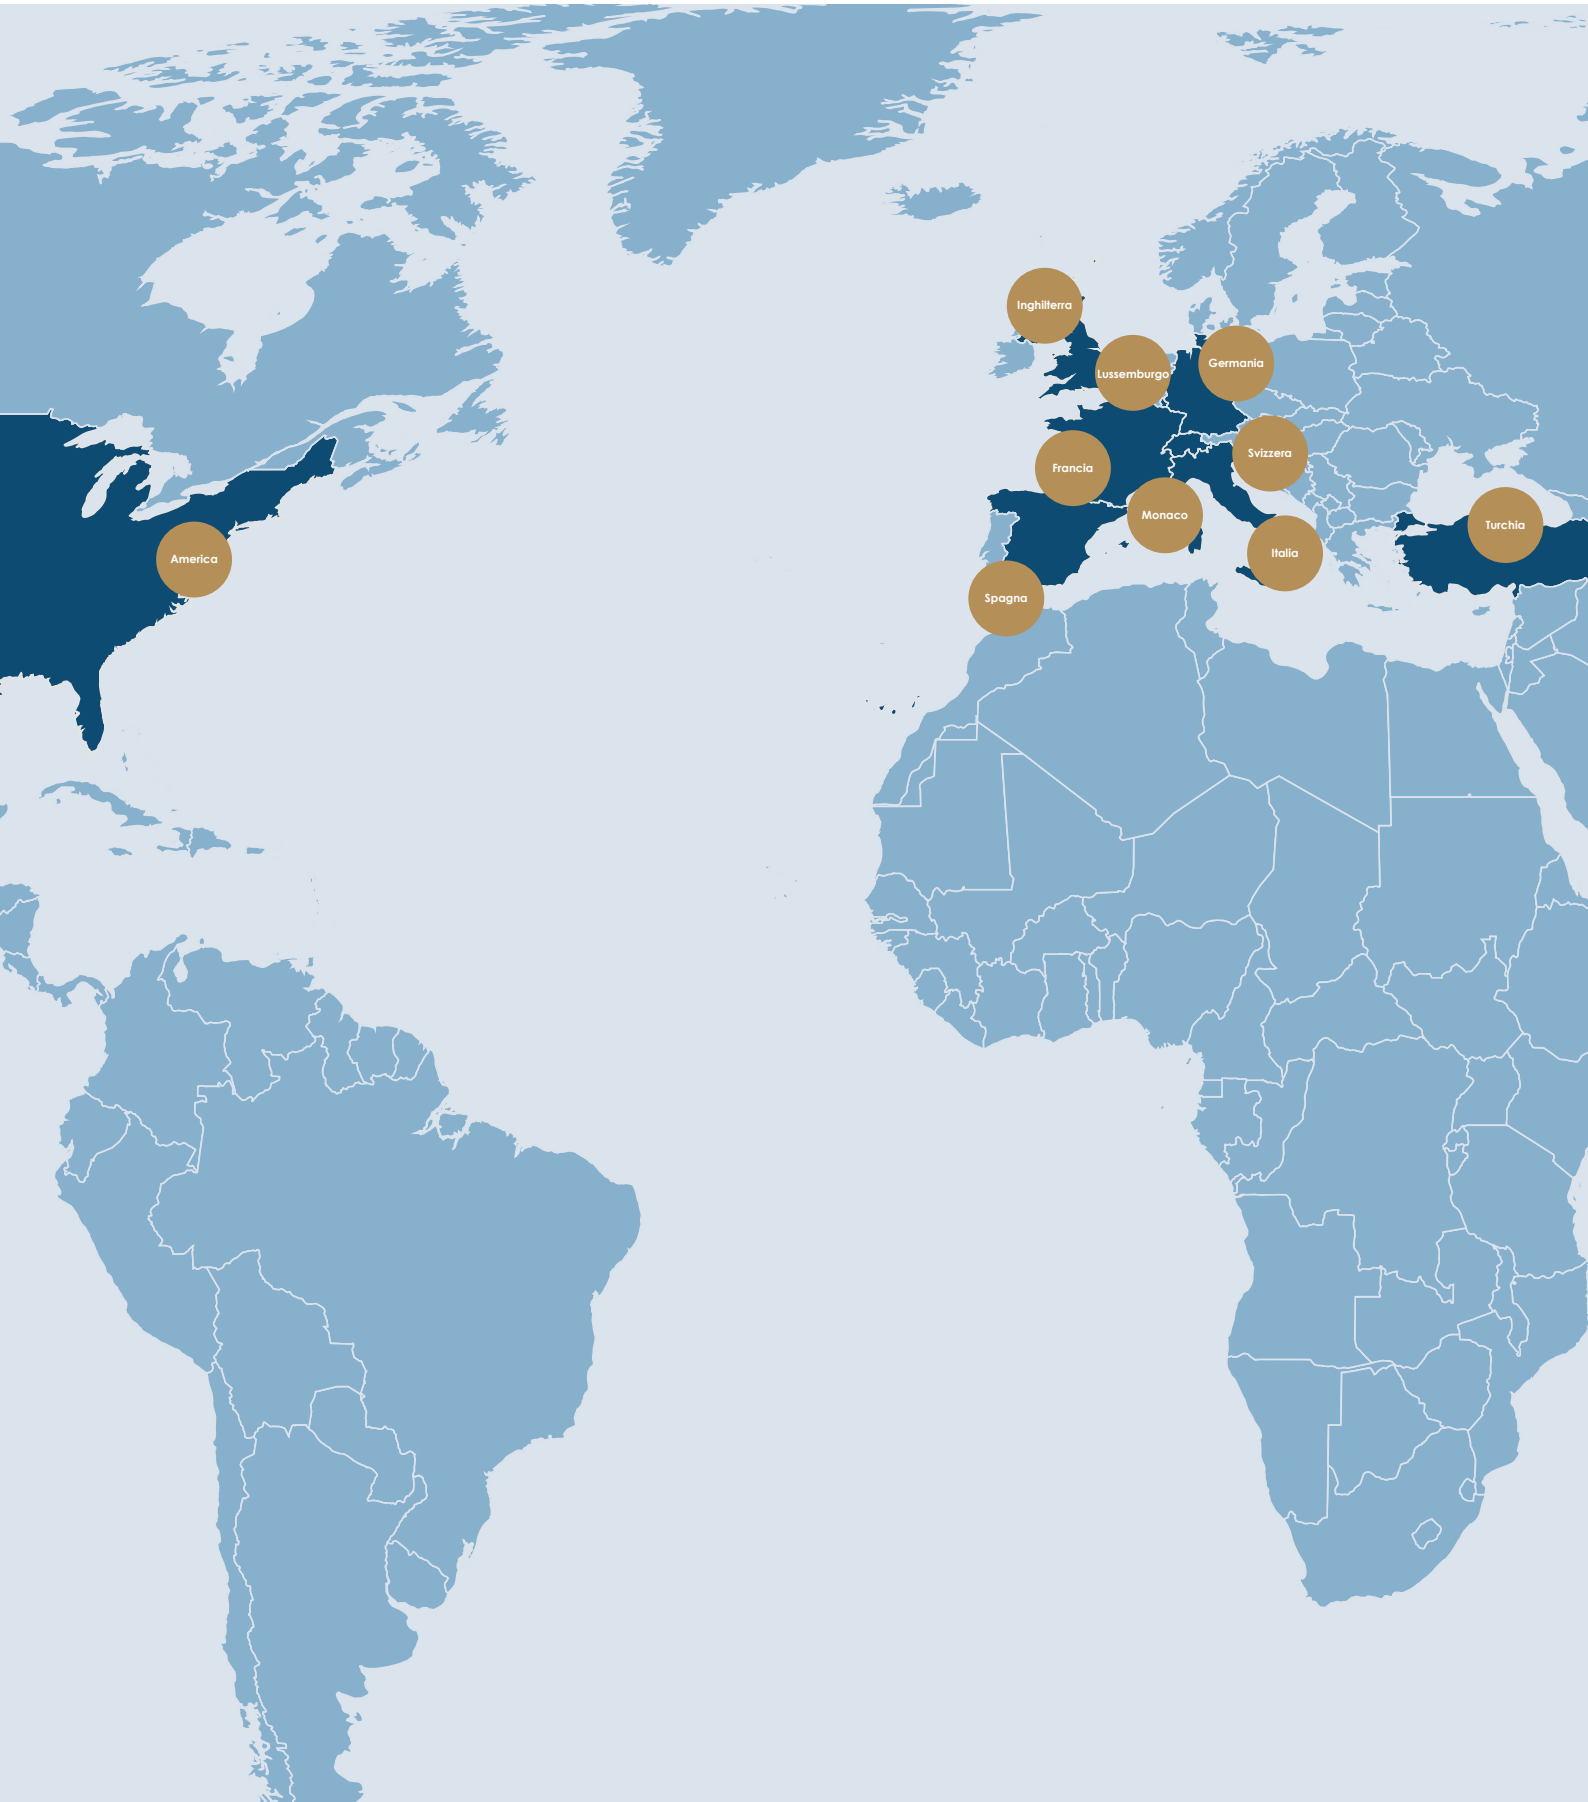 Inghilterra
Germania
Lussemburgo
Svizzera
Francia
Monaco
Turchia
Italia
America
Spagna